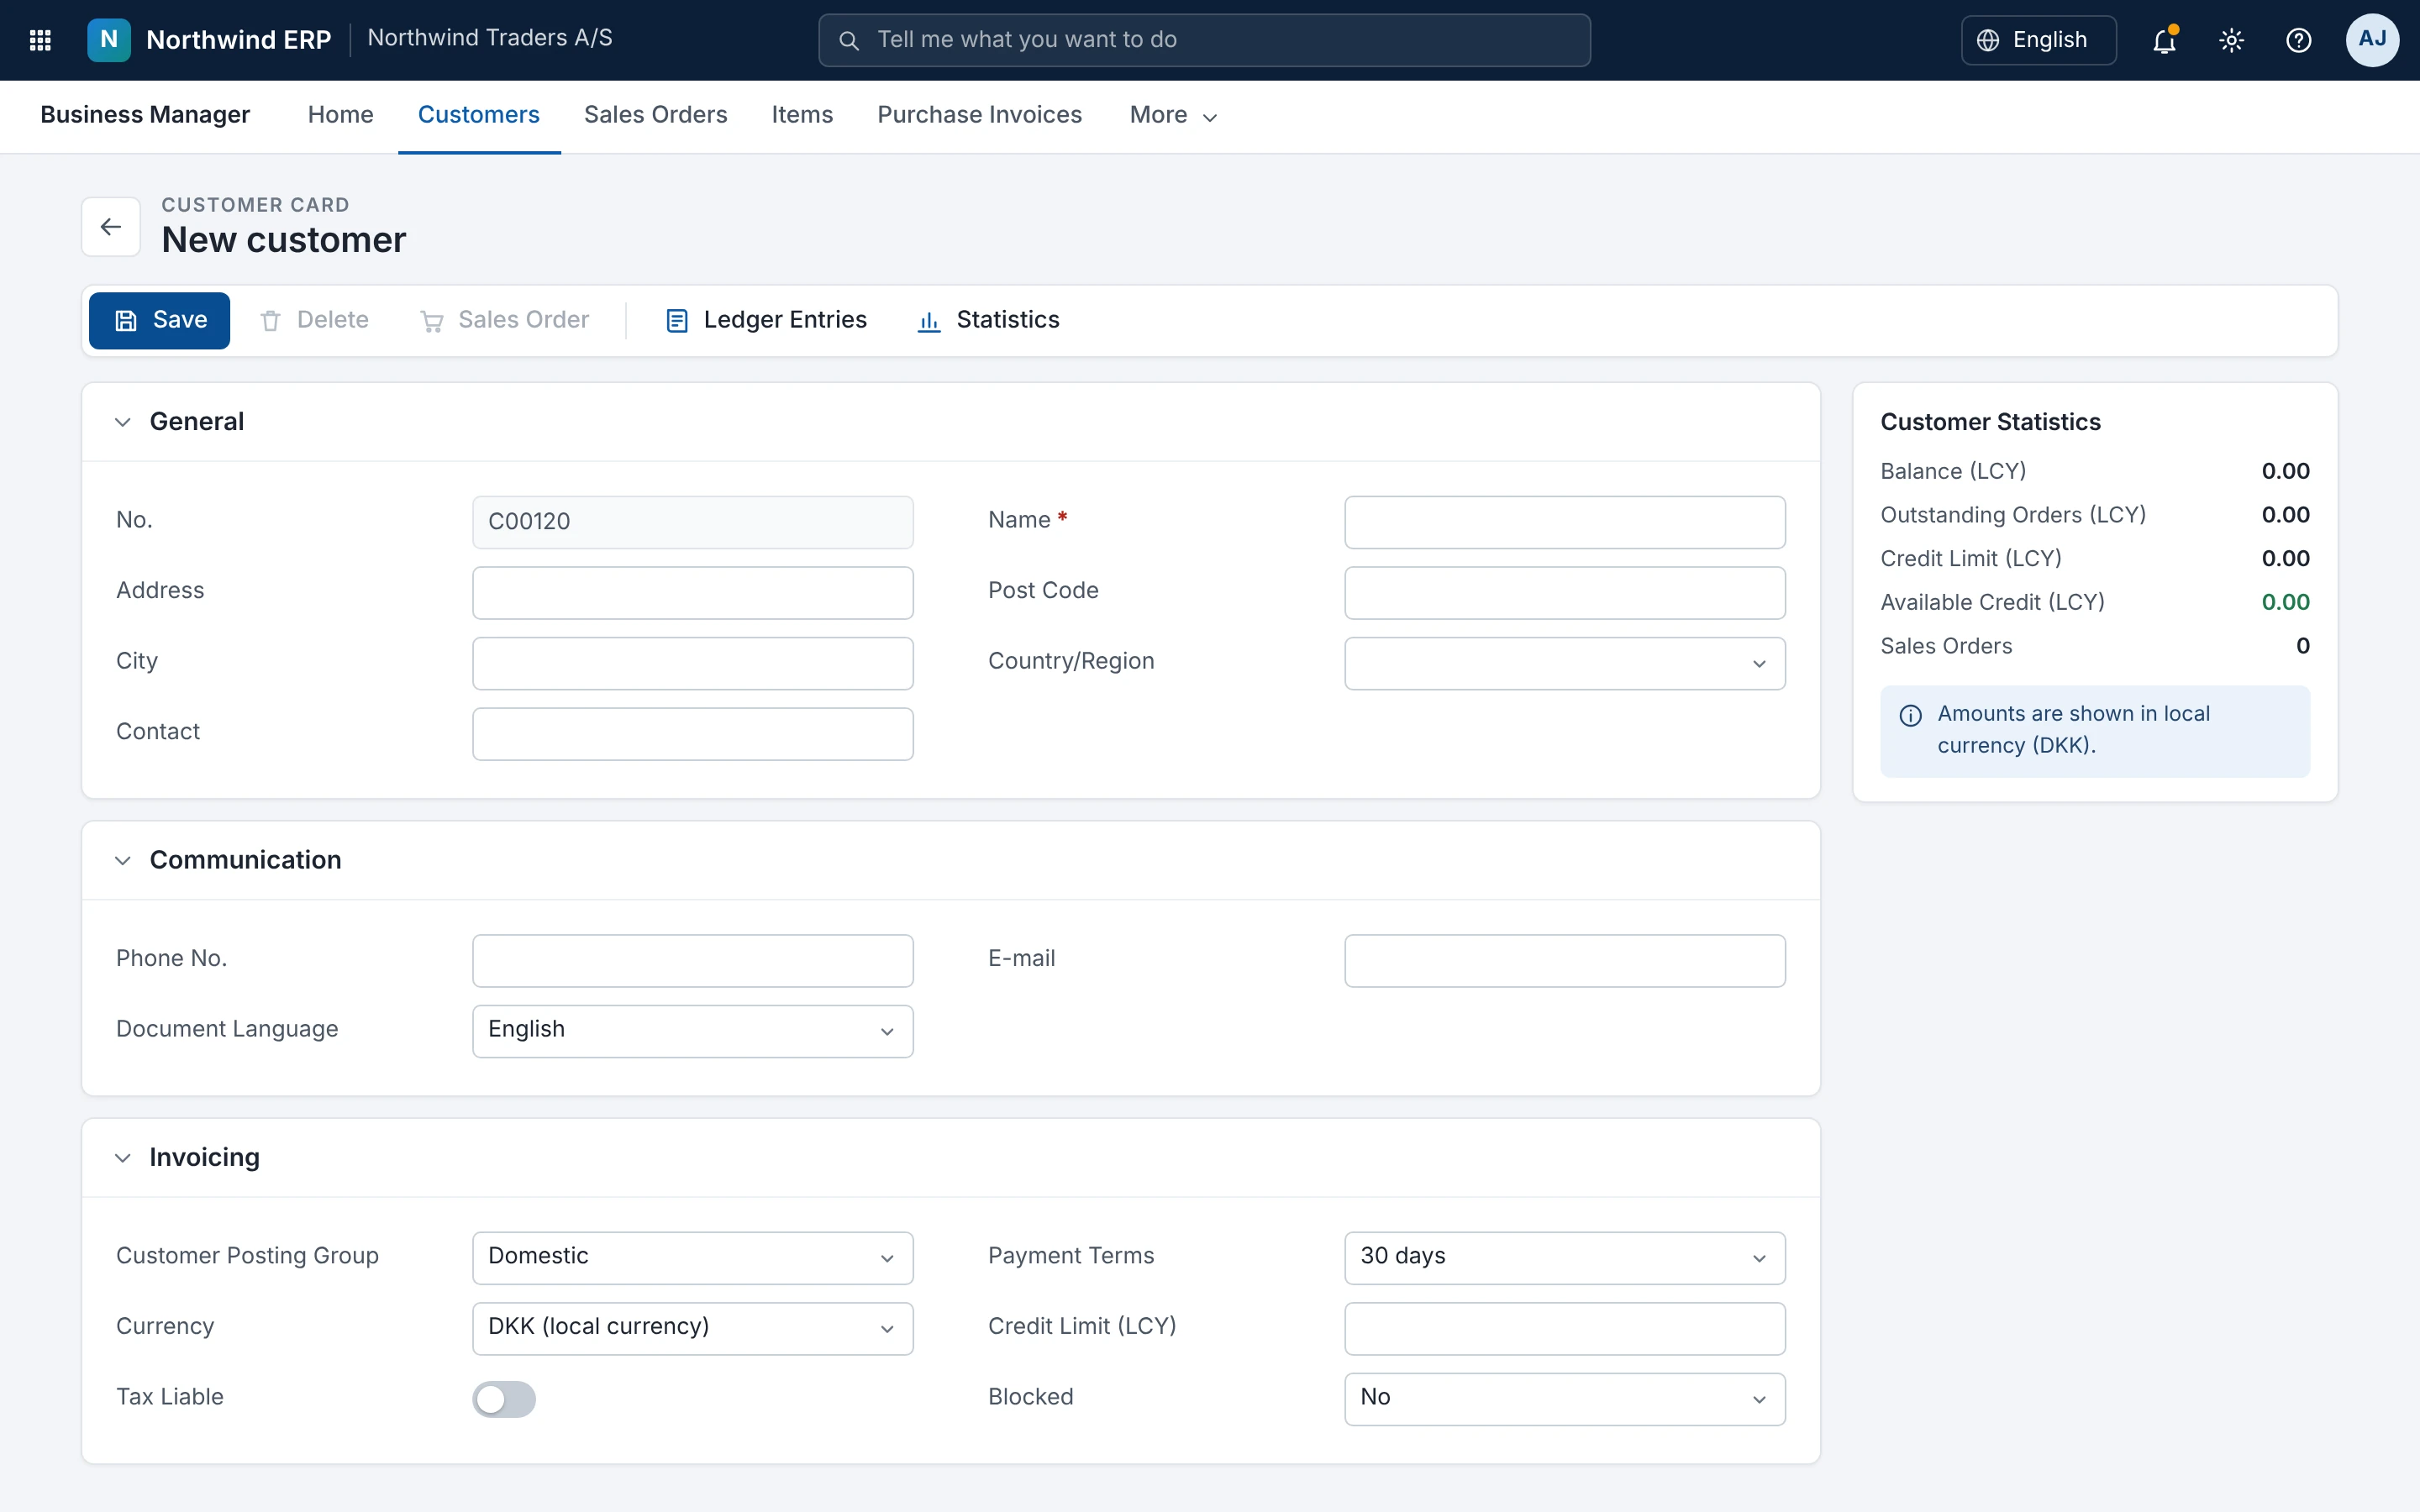 N Northwind ERP Northwind Traders A/S Tell me what you want to do English AJ
Business Manager Home Customers Sales Orders Items Purchase Invoices More
CUSTOMER CARD
New customer
Save Delete Sales Order Ledger Entries Statistics
General
No. C00120 Name *
Address Post Code
City Country/Region
Contact
Communication
Phone No. E-mail
Document Language English
Invoicing
Customer Posting Group Domestic Payment Terms 30 days
Currency DKK (local currency) Credit Limit (LCY)
Tax Liable Blocked No
Customer Statistics
Balance (LCY) 0.00
Outstanding Orders (LCY) 0.00
Credit Limit (LCY) 0.00
Available Credit (LCY) 0.00
Sales Orders 0
Amounts are shown in local
currency (DKK).